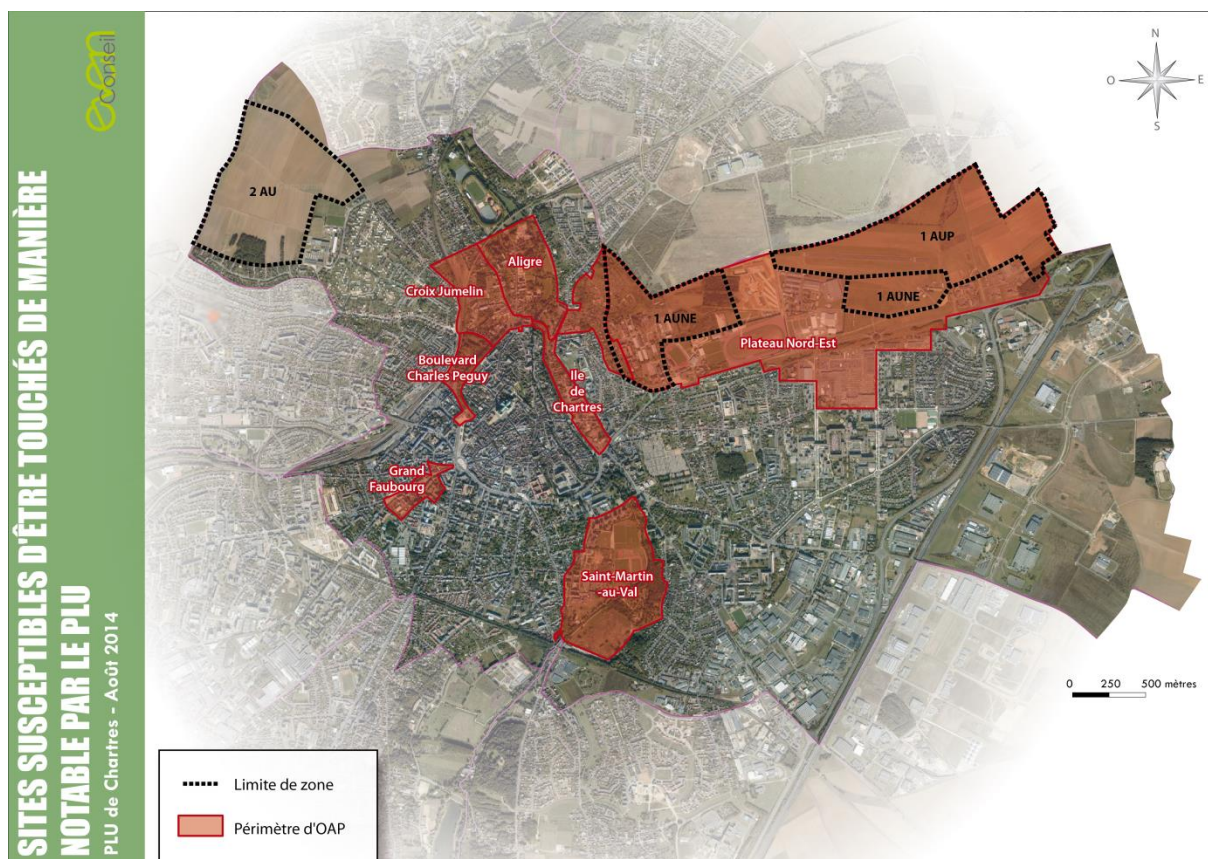 SITES SUSCEPTIBLES D'ÊTRE TOUCHÉS DE MANIÈRE
NOTABLE PAR LE PLU
PLU de Chartres - Août 2014
even
Conseil
N
O
E
S
2 AU
1 AUP
Aligre
Croix Jumelin
1 AUNE
1 AUNE
Plateau Nord-Est
Boulevard
Charles Peguy
Ile
de
Chartres
Grand
Faubourg
Saint-Martin
-au-Val
0 250 500 mètres
Limite de zone
Périmètre d'OAP